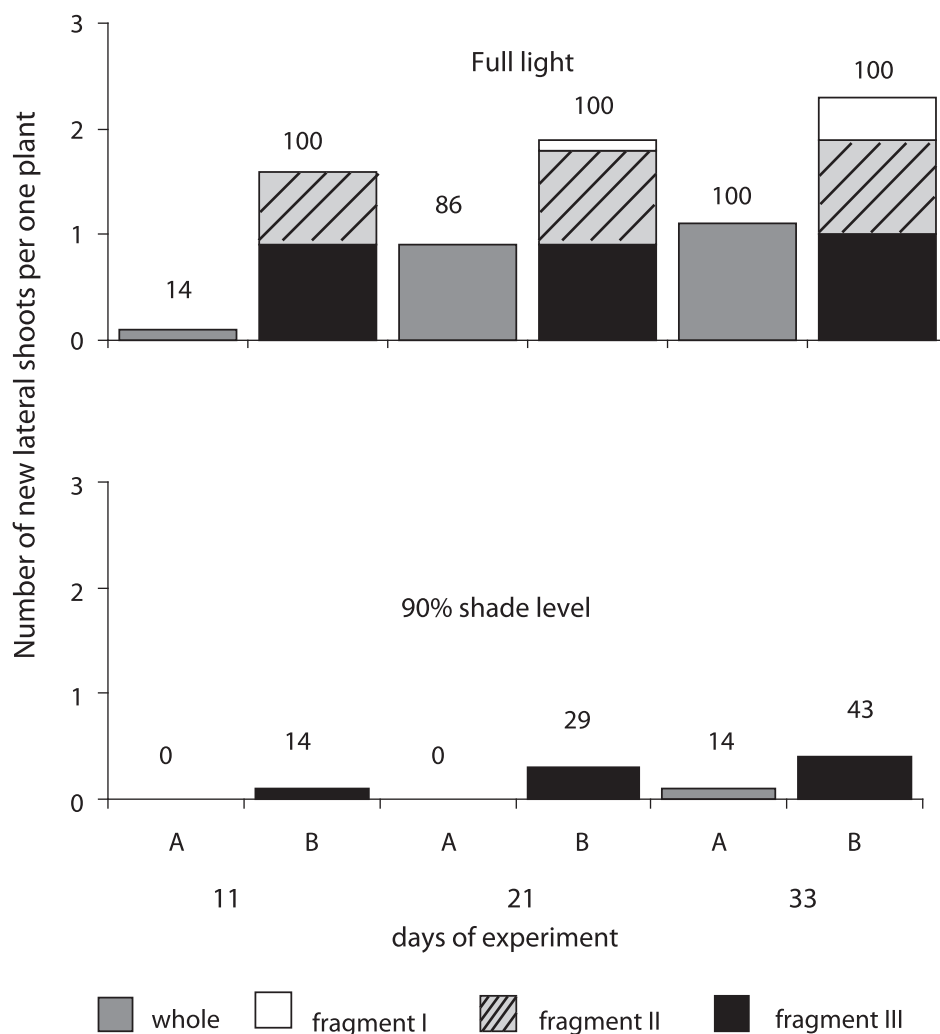 Number of new lateral shoots per one plant
3
Full light
100
100
100
2
86
100
1
14
0
3
2
90% shade level
1
0
14
0
29
14
43
0
A B A B A B
11 21 33
days of experiment
whole fragment I fragment II fragment III